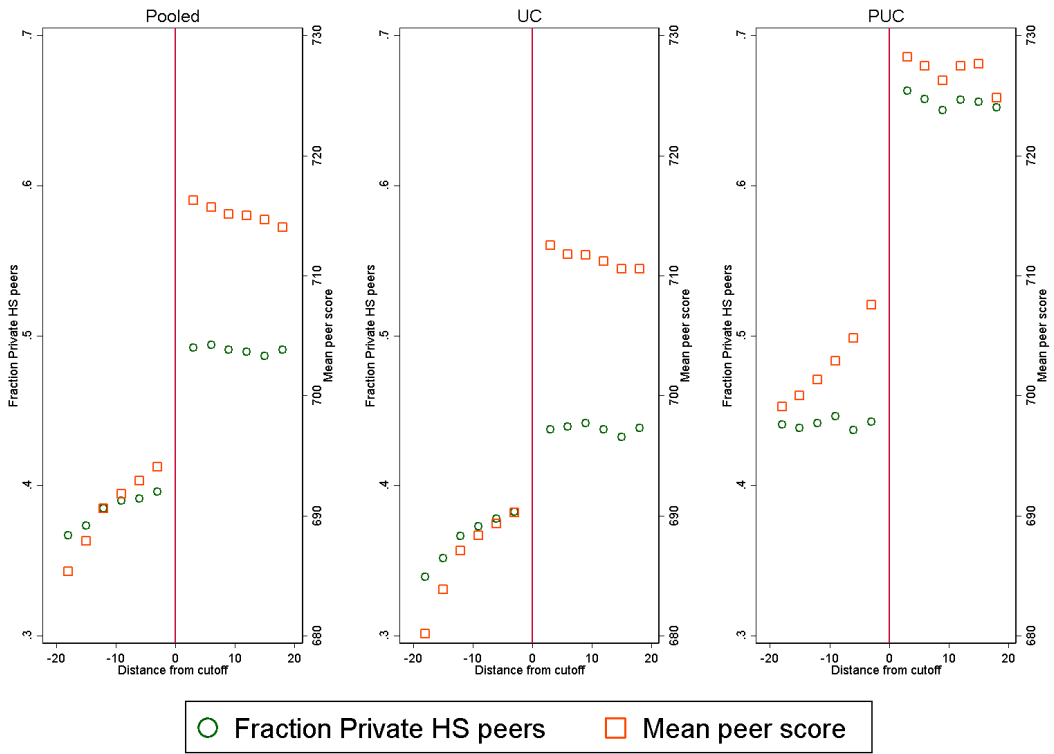 Pooled
.7
.6
.5
.4
.3
Fraction Private HS peers
730
720
710
700
690
680
Mean peer score
-20 -10 0 10 20
Distance from cutoff
UC
.7
.6
.5
.4
.3
Fraction Private HS peers
730
720
710
700
690
680
Mean peer score
-20 -10 0 10 20
Distance from cutoff
PUC
.7
.6
.5
.4
.3
Fraction Private HS peers
730
720
710
700
690
680
Mean peer score
-20 -10 0 10 20
Distance from cutoff
Fraction Private HS peers Mean peer score